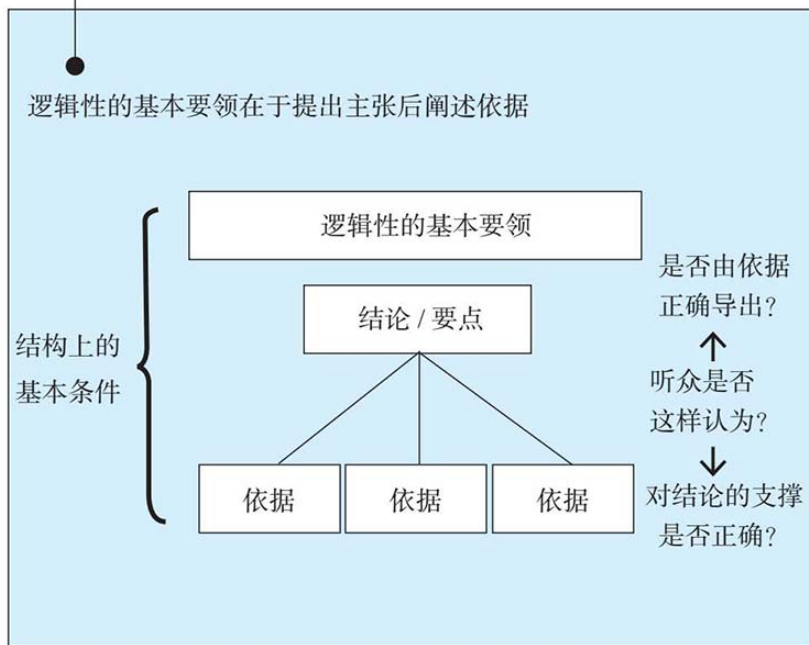 逻辑性的基本要领在于提出主张后阐述依据
逻辑性的基本要领
结论 / 要点
结构上的
基本条件
依据
依据
依据
是否由依据
正确导出?
听众是否
这样认为?
对结论的支撑
是否正确?